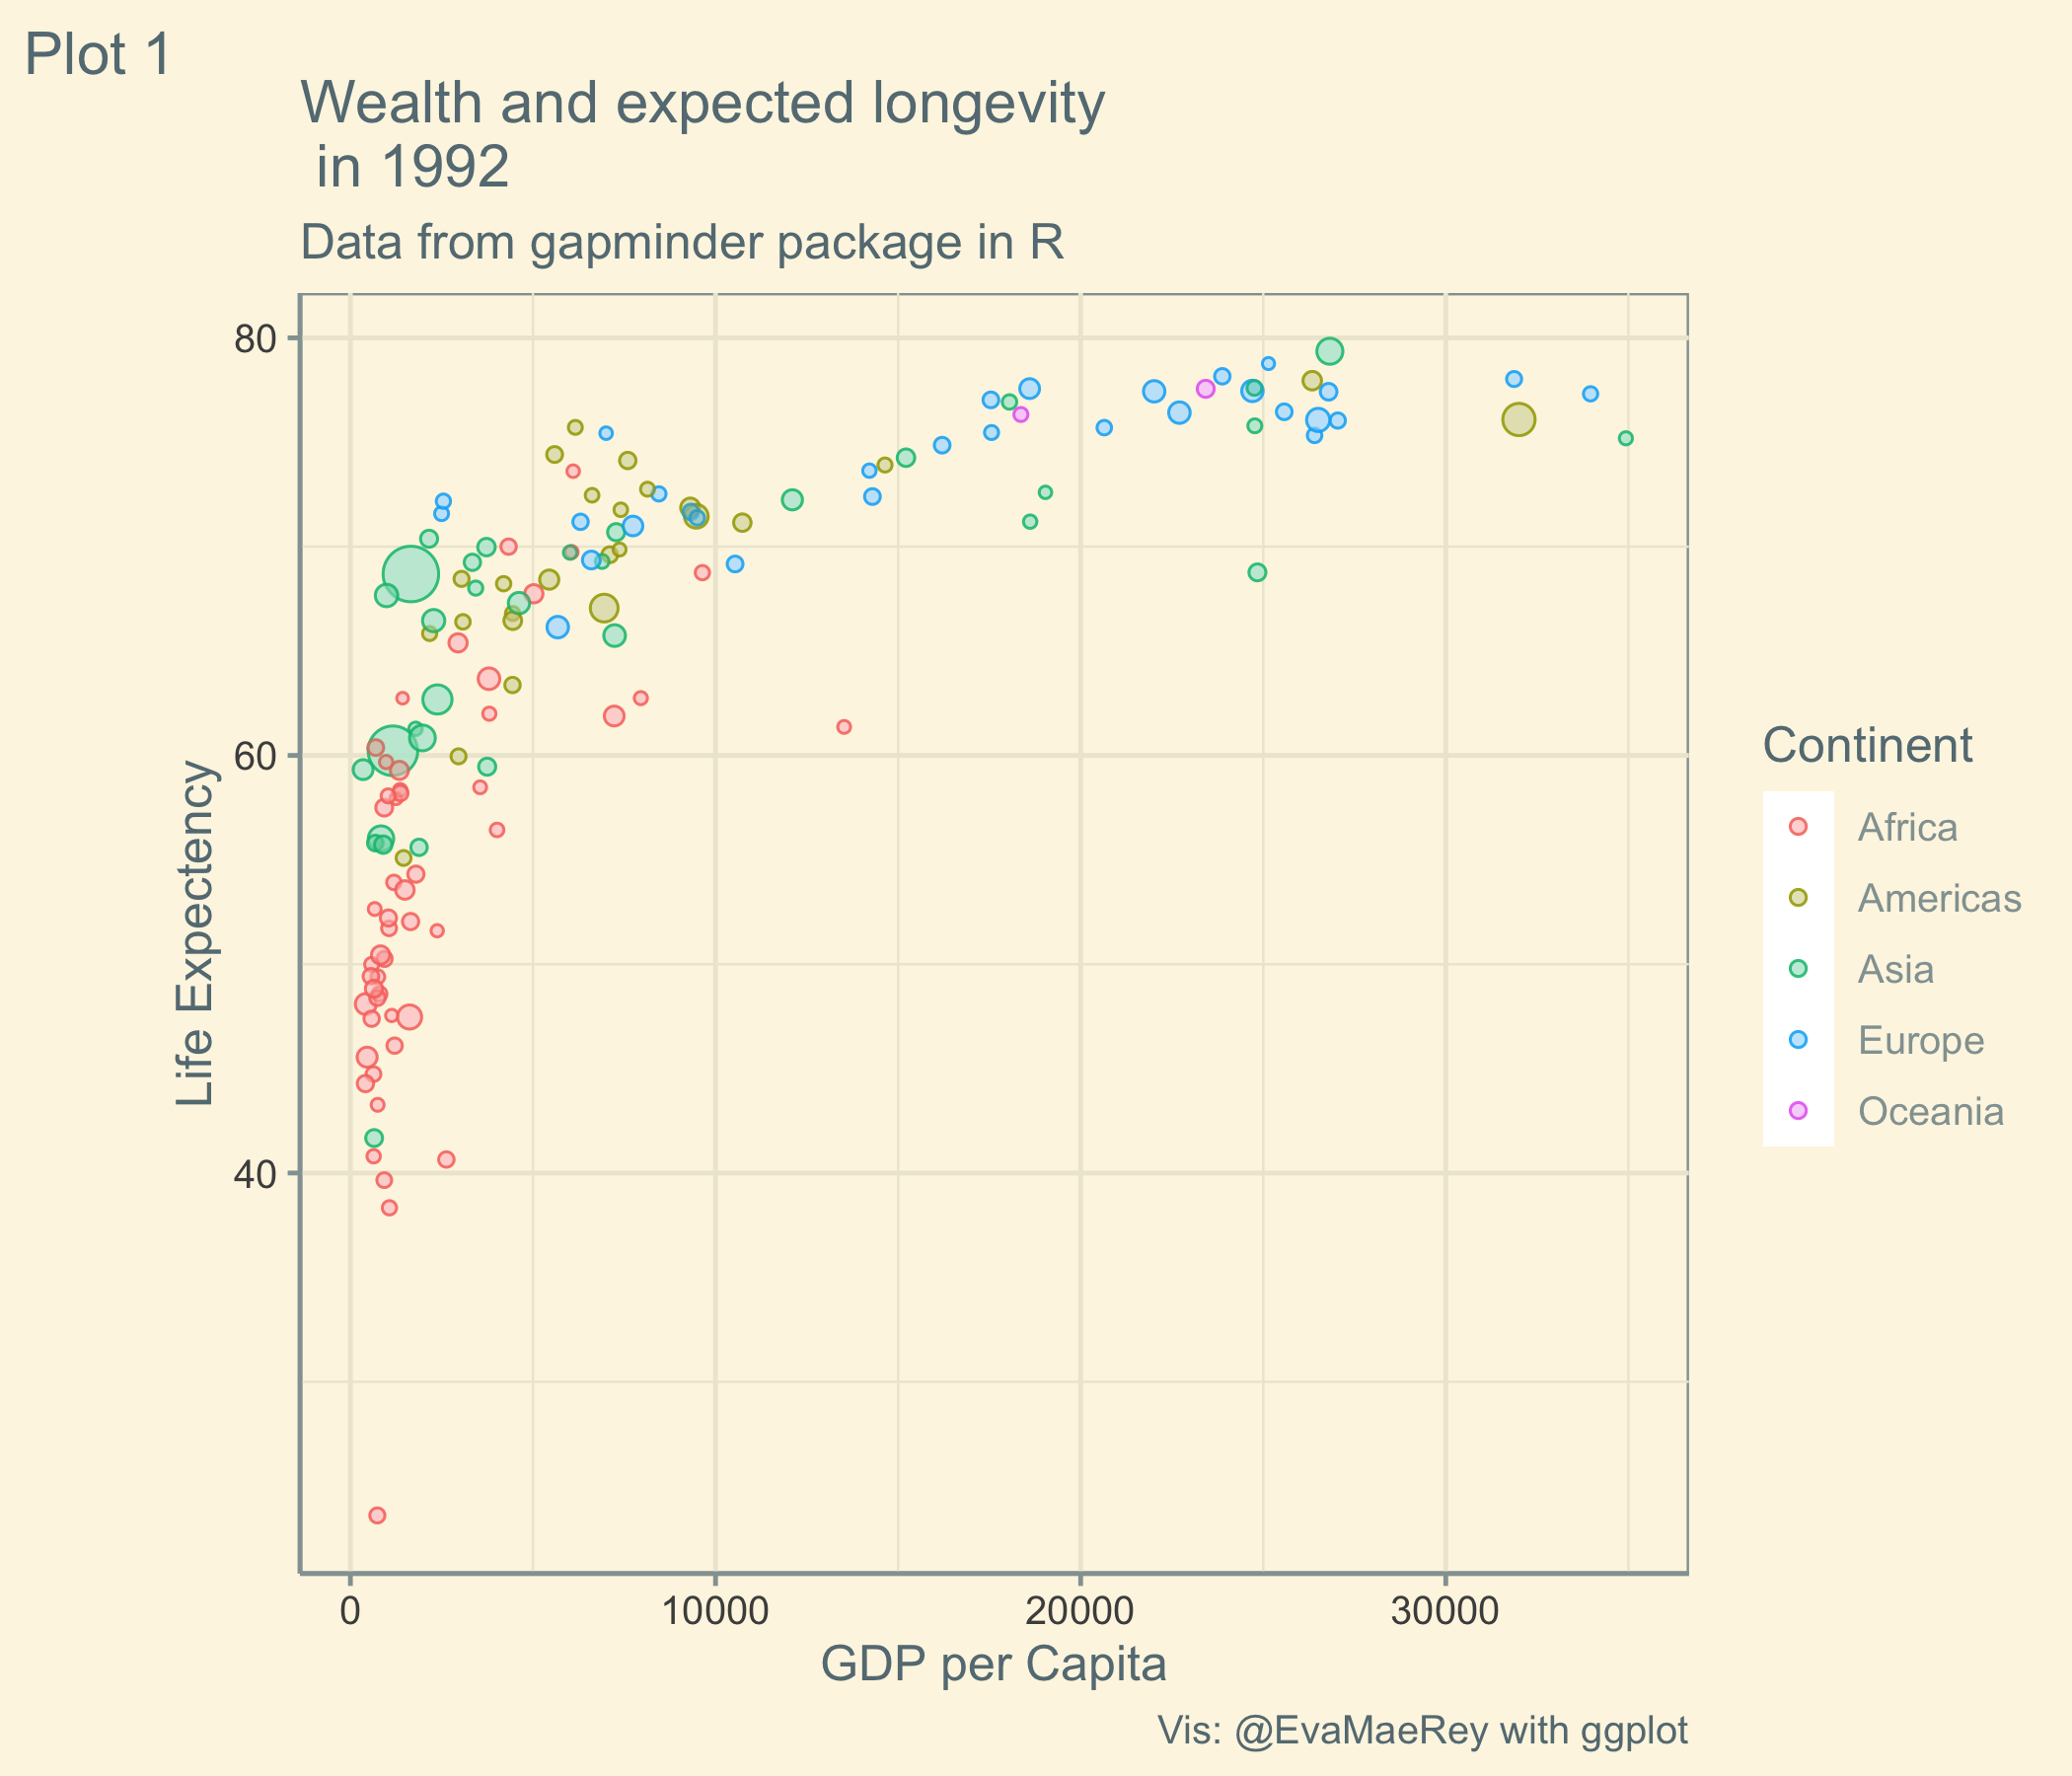 Plot 1
Wealth and expected longevity
in 1992
Data from gapminder package in R
80
60
40
Life Expectency
0 10000 20000 30000
GDP per Capita
Continent
Africa
Americas
Asia
Europe
Oceania
Vis: @EvaMaeRey with ggplot